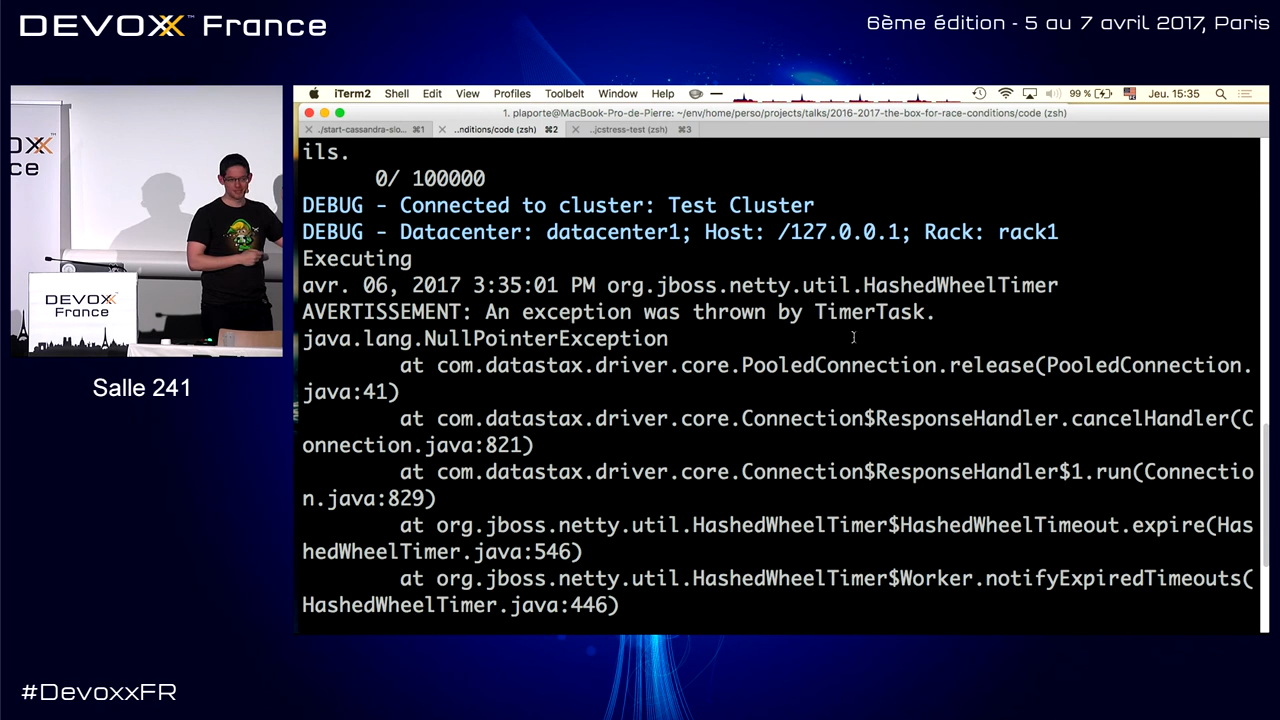 DEVOXX™ France
6ème édition - 5 au 7 avril 2017, Paris
iTerm2 Shell Edit View Profiles Toolbelt Window Help 99 % Jeu. 15:35
1. plaporte@MacBook-Pro-de-Pierre: ~/env/home/perso/projects/talks/2016-2017-the-box-for-race-conditions/code (zsh)
× ./start-cassandra-slo... ⌘1 × ..nditions/code (zsh) ⌘2 × ..jcstress-test (zsh) ⌘3
ils.
0/ 100000
DEBUG - Connected to cluster: Test Cluster
DEBUG - Datacenter: datacenter1; Host: /127.0.0.1; Rack: rack1
Executing
avr. 06, 2017 3:35:01 PM org.jboss.netty.util.HashedWheelTimer
AVERTISSEMENT: An exception was thrown by TimerTask.
java.lang.NullPointerException
at com.datastax.driver.core.PooledConnection.release(PooledConnection.
java:41)
at com.datastax.driver.core.Connection$ResponseHandler.cancelHandler(C
onnection.java:821)
at com.datastax.driver.core.Connection$ResponseHandler$1.run(Connectio
n.java:829)
at org.jboss.netty.util.HashedWheelTimer$HashedWheelTimeout.expire(Has
hedWheelTimer.java:546)
at org.jboss.netty.util.HashedWheelTimer$Worker.notifyExpiredTimeouts(
HashedWheelTimer.java:446)
OXX
ce
DEVOXX™
France
Salle 241
#DevoxxFR